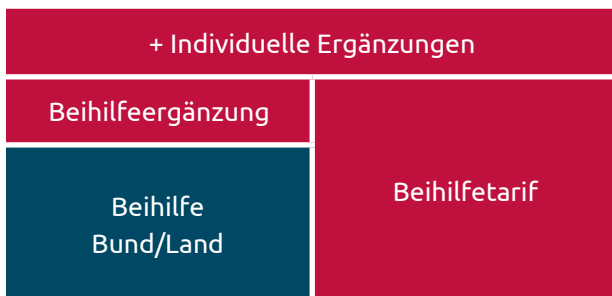 + Individuelle Ergänzungen
Beihilfeergänzung
Beihilfetarif
Beihilfe
Bund/Land